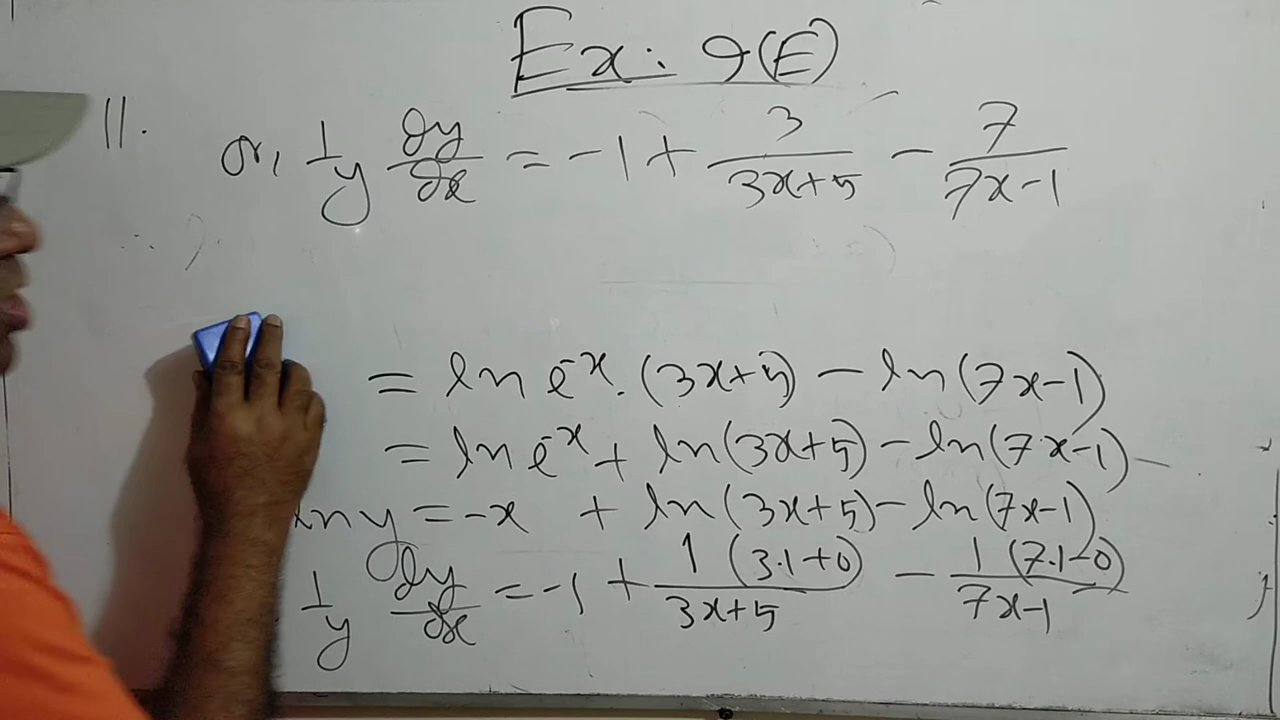 Ex: 9(E)
11. or, 1/y dy/dx = -1 + 3/(3x+5) - 7/(7x-1)
= ln e^-x . (3x+5) - ln(7x-1)
= ln e^-x + ln(3x+5) - ln(7x-1)
ln y = -x + ln(3x+5) - ln(7x-1)
1/y dy/dx = -1 + 1(3.1+0)/(3x+5) - 1(7.1-0)/(7x-1)